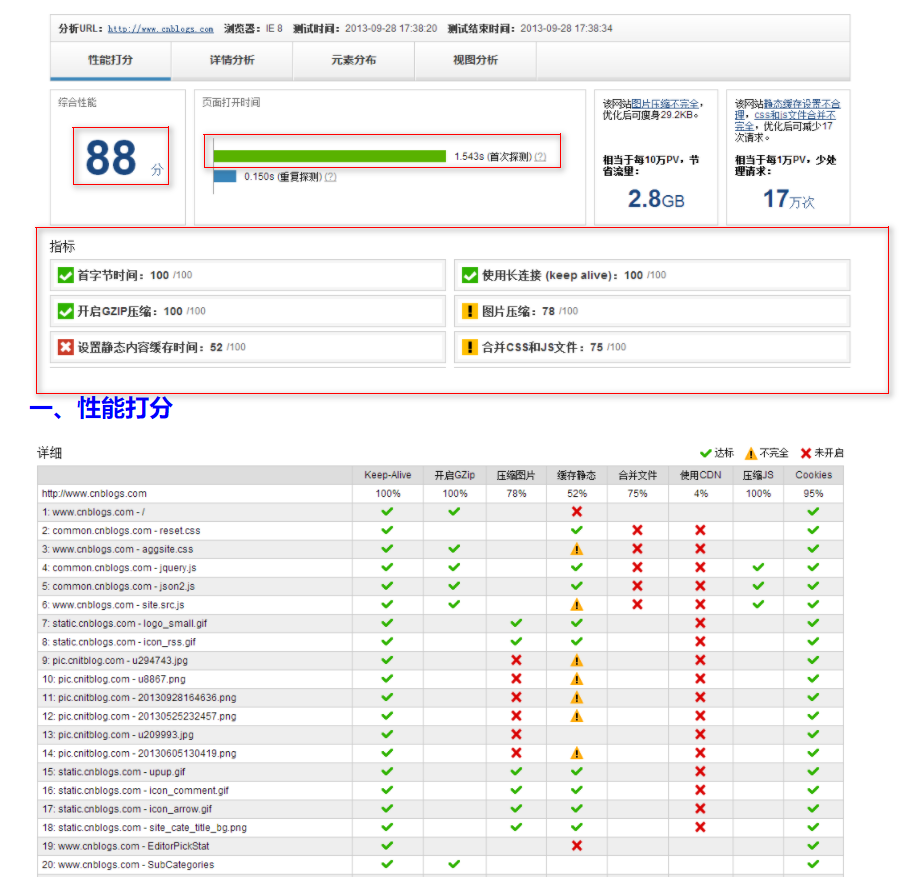 分析URL: http://www.cnblogs.com 浏览器: IE 8 测试时间: 2013-09-28 17:38:20 测试结束时间: 2013-09-28 17:38:34
性能打分 详情分析 元素分布 视图分析
综合性能
88 分
页面打开时间
1.543s (首次探测) (?)
0.150s (重复探测) (?)
该网站图片压缩不完全,
优化后可瘦身29.2KB。
相当于每10万PV, 节
省流量:
2.8GB
该网站静态缓存设置不合
理, css和js文件合并不
完全, 优化后可减少17
次请求。
相当于每1万PV, 少处
理请求:
17万次
指标
首字节时间: 100 /100
使用长连接 (keep alive): 100 /100
开启GZIP压缩: 100 /100
图片压缩: 78 /100
设置静态内容缓存时间: 52 /100
合并CSS和JS文件: 75 /100
一、性能打分
详细 达标 不完全 未开启
Keep-Alive 开启GZip 压缩图片 缓存静态 合并文件 使用CDN 压缩JS Cookies
http://www.cnblogs.com 100% 100% 78% 52% 75% 4% 100% 95%
1: www.cnblogs.com - /
2: common.cnblogs.com - reset.css
3: www.cnblogs.com - aggsite.css
4: common.cnblogs.com - jquery.js
5: common.cnblogs.com - json2.js
6: www.cnblogs.com - site.src.js
7: static.cnblogs.com - logo_small.gif
8: static.cnblogs.com - icon_rss.gif
9: pic.cnitblog.com - u294743.jpg
10: pic.cnitblog.com - u8867.png
11: pic.cnitblog.com - 20130928164636.png
12: pic.cnitblog.com - 20130525232457.png
13: pic.cnitblog.com - u209993.jpg
14: pic.cnitblog.com - 20130605130419.png
15: static.cnblogs.com - upup.gif
16: static.cnblogs.com - icon_comment.gif
17: static.cnblogs.com - icon_arrow.gif
18: static.cnblogs.com - site_cate_title_bg.png
19: www.cnblogs.com - EditorPickStat
20: www.cnblogs.com - SubCategories